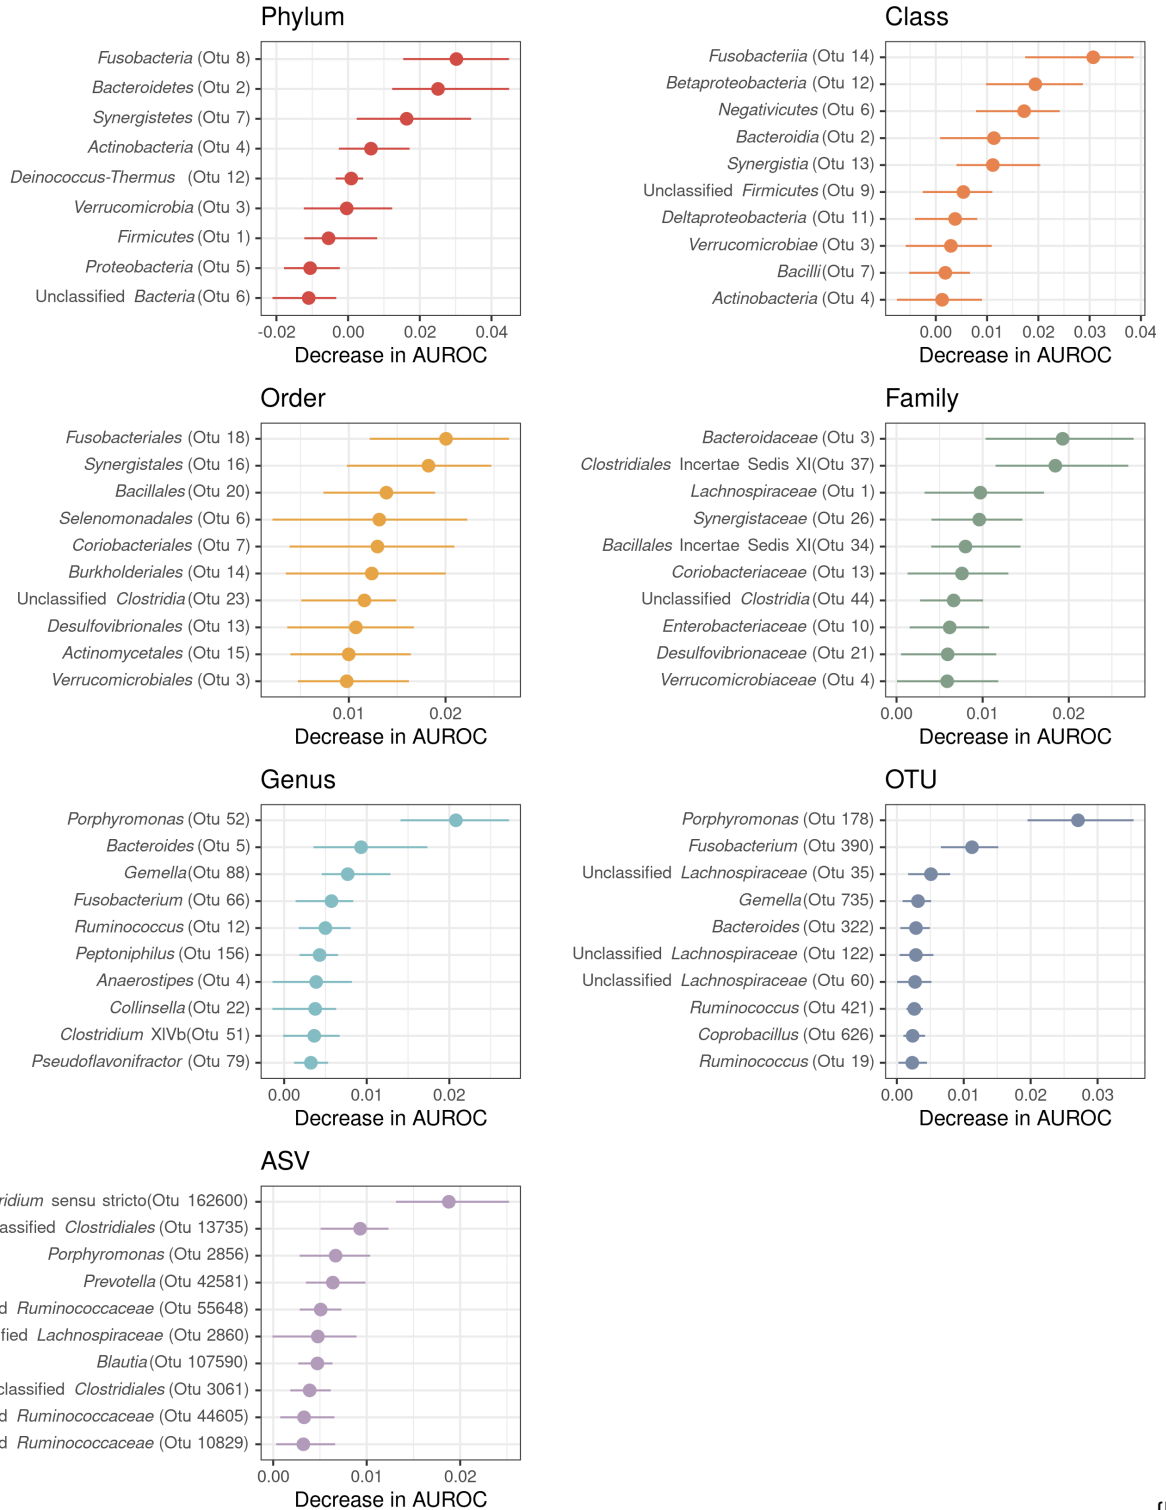 Phylum
Fusobacteria (Otu 8)
Bacteroidetes (Otu 2)
Synergistetes (Otu 7)
Actinobacteria (Otu 4)
Deinococcus-Thermus (Otu 12)
Verrucomicrobia (Otu 3)
Firmicutes (Otu 1)
Proteobacteria (Otu 5)
Unclassified Bacteria (Otu 6)
-0.02 0.00 0.02 0.04
Decrease in AUROC
Class
Fusobacteriia (Otu 14)
Betaproteobacteria (Otu 12)
Negativicutes (Otu 6)
Bacteroidia (Otu 2)
Synergistia (Otu 13)
Unclassified Firmicutes (Otu 9)
Deltaproteobacteria (Otu 11)
Verrucomicrobiae (Otu 3)
Bacilli (Otu 7)
Actinobacteria (Otu 4)
0.00 0.01 0.02 0.03 0.04
Decrease in AUROC
Order
Fusobacteriales (Otu 18)
Synergistales (Otu 16)
Bacillales (Otu 20)
Selenomonadales (Otu 6)
Coriobacteriales (Otu 7)
Burkholderiales (Otu 14)
Unclassified Clostridia (Otu 23)
Desulfovibrionales (Otu 13)
Actinomycetales (Otu 15)
Verrucomicrobiales (Otu 3)
0.01 0.02
Decrease in AUROC
Family
Bacteroidaceae (Otu 3)
Clostridiales Incertae Sedis XI(Otu 37)
Lachnospiraceae (Otu 1)
Synergistaceae (Otu 26)
Bacillales Incertae Sedis XI(Otu 34)
Coriobacteriaceae (Otu 13)
Unclassified Clostridia (Otu 44)
Enterobacteriaceae (Otu 10)
Desulfovibrionaceae (Otu 21)
Verrucomicrobiaceae (Otu 4)
0.00 0.01 0.02
Decrease in AUROC
Genus
Porphyromonas (Otu 52)
Bacteroides (Otu 5)
Gemella (Otu 88)
Fusobacterium (Otu 66)
Ruminococcus (Otu 12)
Peptoniphilus (Otu 156)
Anaerostipes (Otu 4)
Collinsella (Otu 22)
Clostridium XlVb(Otu 51)
Pseudoflavonifractor (Otu 79)
0.00 0.01 0.02
Decrease in AUROC
OTU
Porphyromonas (Otu 178)
Fusobacterium (Otu 390)
Unclassified Lachnospiraceae (Otu 35)
Gemella (Otu 735)
Bacteroides (Otu 322)
Unclassified Lachnospiraceae (Otu 122)
Unclassified Lachnospiraceae (Otu 60)
Ruminococcus (Otu 421)
Coprobacillus (Otu 626)
Ruminococcus (Otu 19)
0.00 0.01 0.02 0.03
Decrease in AUROC
ASV
ridium sensu stricto(Otu 162600)
assified Clostridiales (Otu 13735)
Porphyromonas (Otu 2856)
Prevotella (Otu 42581)
d Ruminococcaceae (Otu 55648)
fied Lachnospiraceae (Otu 2860)
Blautia (Otu 107590)
classified Clostridiales (Otu 3061)
d Ruminococcaceae (Otu 44605)
d Ruminococcaceae (Otu 10829)
0.00 0.01 0.02
Decrease in AUROC